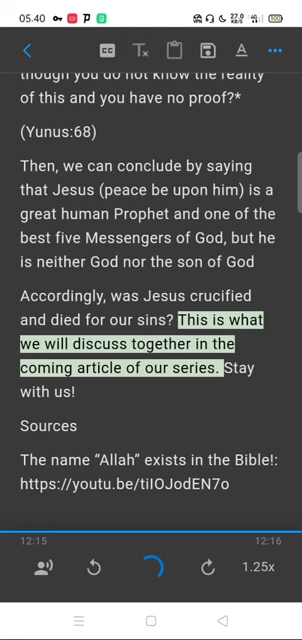 05.40
27.0 KB/S
though you do not know the reality
of this and you have no proof?*
(Yunus:68)
Then, we can conclude by saying
that Jesus (peace be upon him) is a
great human Prophet and one of the
best five Messengers of God, but he
is neither God nor the son of God
Accordingly, was Jesus crucified
and died for our sins? This is what
we will discuss together in the
coming article of our series. Stay
with us!
Sources
The name “Allah” exists in the Bible!:
https://youtu.be/tiIOJodEN7o
12:15
12:16
1.25x